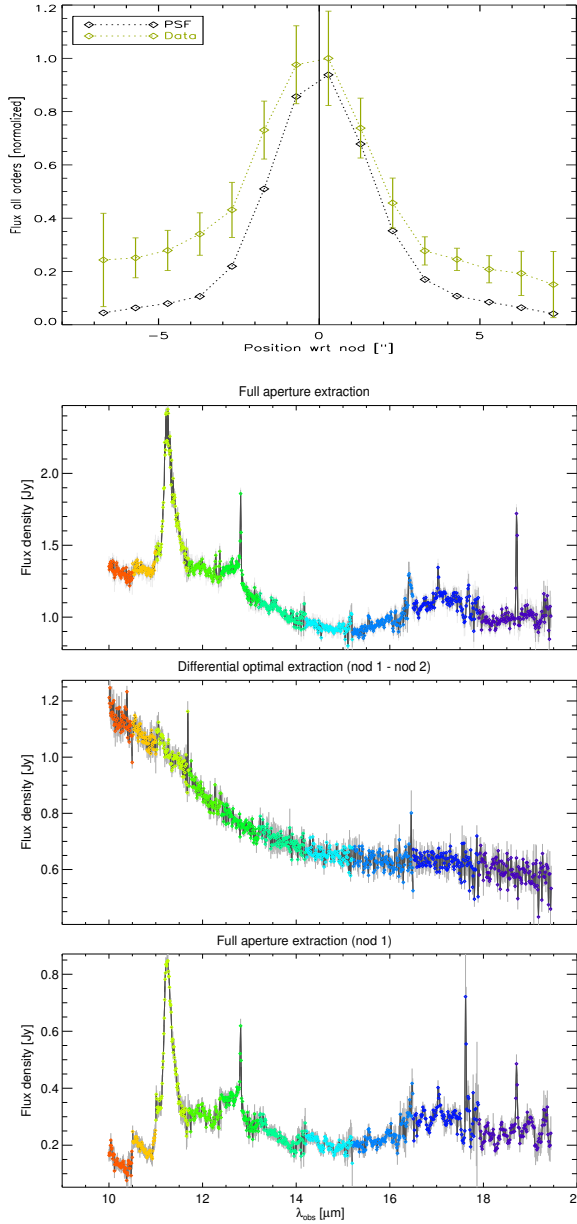 PSF
Data
Flux all orders [normalized]
1.2
1.0
0.8
0.6
0.4
0.2
0.0
-5
0
5
Position wrt nod ["]
Full aperture extraction
Flux density [Jy]
2.0
1.5
1.0
Differential optimal extraction (nod 1 - nod 2)
Flux density [Jy]
1.2
1.0
0.8
0.6
Full aperture extraction (nod 1)
Flux density [Jy]
0.8
0.6
0.4
0.2
10
12
14
16
18
2
λobs [μm]